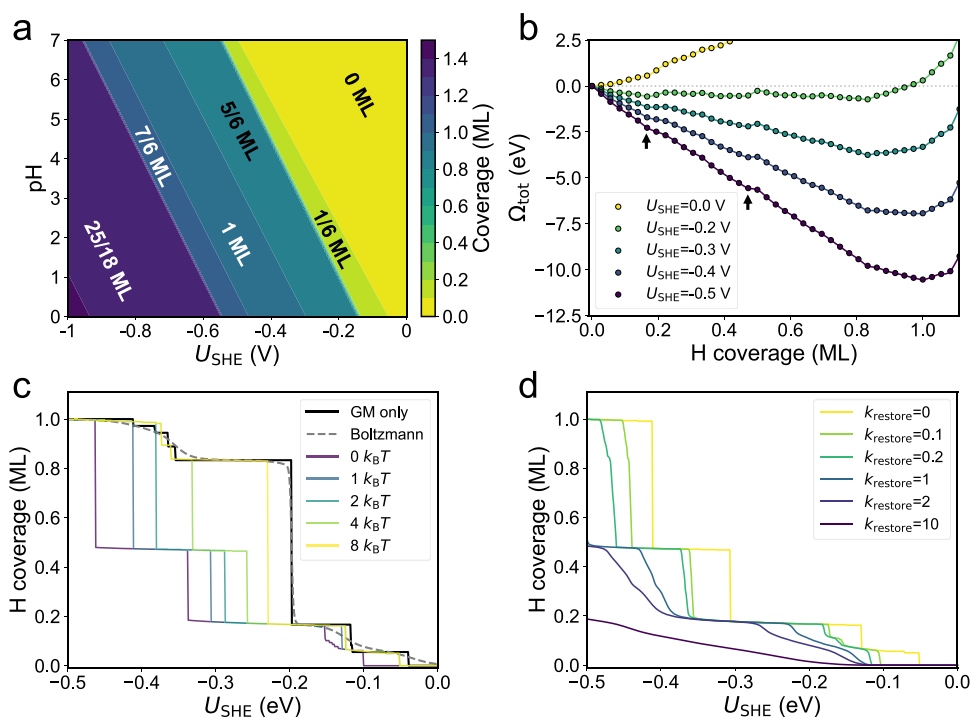 a
7
6
5
4
3
2
1
0
pH
0 ML
5/6 ML
7/6 ML
1/6 ML
1 ML
25/18 ML
−1
−0.8
−0.6
−0.4
−0.2
0
U_SHE (V)
1.4
1.2
1.0
0.8
0.6
0.4
0.2
0.0
Coverage (ML)
b
2.5
0.0
−2.5
−5.0
−7.5
−10.0
−12.5
Ω_tot (eV)
U_SHE=0.0 V
U_SHE=−0.2 V
U_SHE=−0.3 V
U_SHE=−0.4 V
U_SHE=−0.5 V
0.0
0.2
0.4
0.6
0.8
1.0
H coverage (ML)
c
1.0
0.8
0.6
0.4
0.2
0.0
H coverage (ML)
GM only
Boltzmann
0 k_BT
1 k_BT
2 k_BT
4 k_BT
8 k_BT
−0.5
−0.4
−0.3
−0.2
−0.1
0.0
U_SHE (eV)
d
1.0
0.8
0.6
0.4
0.2
0.0
H coverage (ML)
k_restore=0
k_restore=0.1
k_restore=0.2
k_restore=1
k_restore=2
k_restore=10
−0.5
−0.4
−0.3
−0.2
−0.1
0.0
U_SHE (eV)